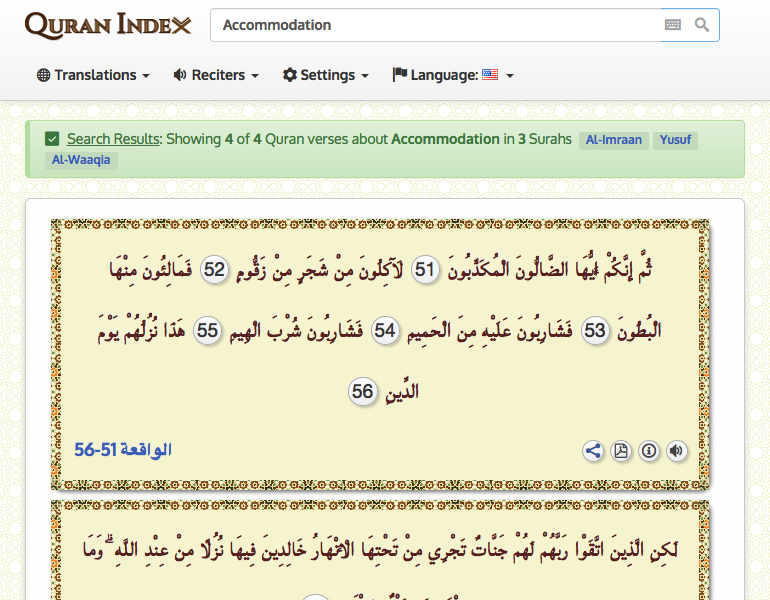 QURAN INDEX
Accommodation
Translations
Reciters
Settings
Language:
Search Results: Showing 4 of 4 Quran verses about Accommodation in 3 Surahs Al-Imraan Yusuf
Al-Waaqia
ثُمَّ إِنَّكُمْ أَيُّهَا الضَّالُّونَ الْمُكَذِّبُونَ 51 لَآكِلُونَ مِنْ شَجَرٍ مِنْ زَقُّومٍ 52 فَمَالِئُونَ مِنْهَا
الْبُطُونَ 53 فَشَارِبُونَ عَلَيْهِ مِنَ الْحَمِيمِ 54 فَشَارِبُونَ شُرْبَ الْهِيمِ 55 هَذَا نُزُلُهُمْ يَوْمَ
الدِّينِ 56
الواقعة 51-56
لَكِنِ الَّذِينَ اتَّقَوْا رَبَّهُمْ لَهُمْ جَنَّاتٌ تَجْرِي مِنْ تَحْتِهَا الْأَنْهَارُ خَالِدِينَ فِيهَا نُزُلًا مِنْ عِنْدِ اللَّهِ ۗ وَمَا